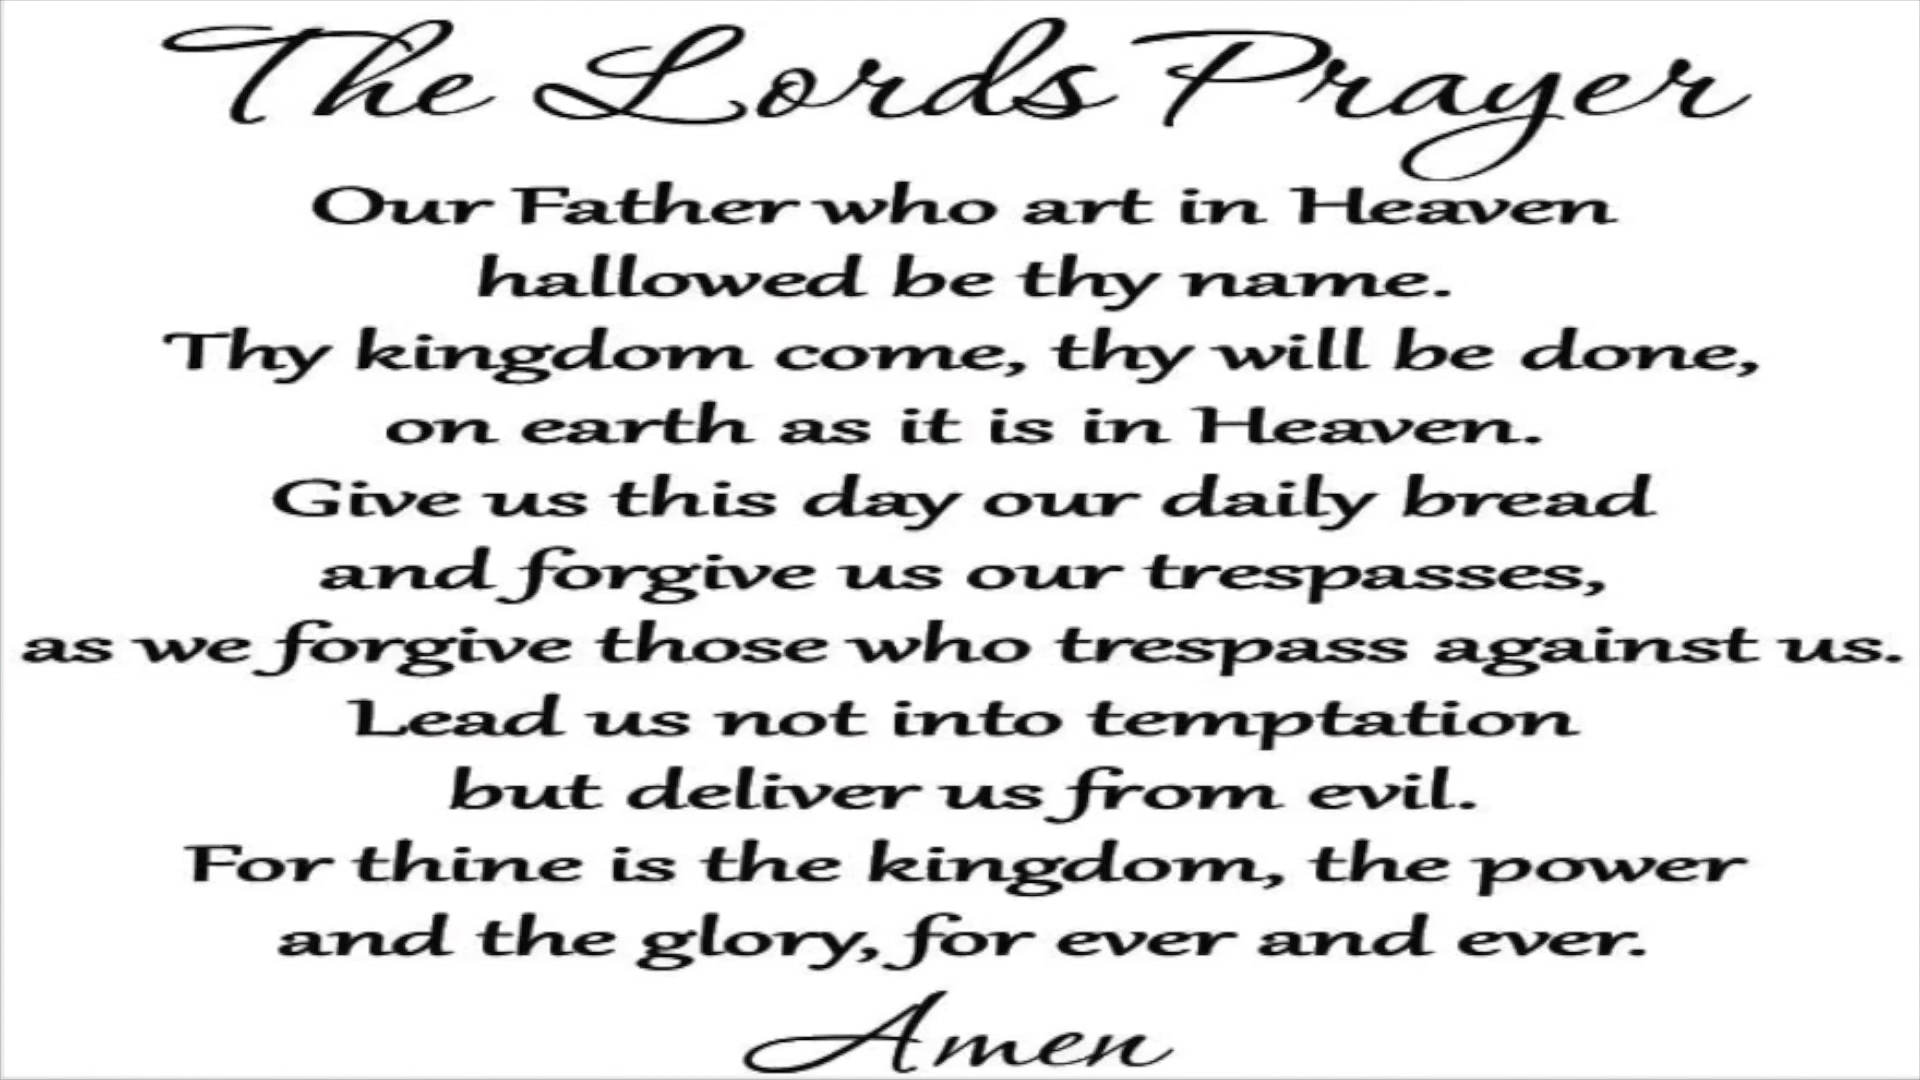 The Lords Prayer
Our Father who art in Heaven
hallowed be thy name.
Thy kingdom come, thy will be done,
on earth as it is in Heaven.
Give us this day our daily bread
and forgive us our trespasses,
as we forgive those who trespass against us.
Lead us not into temptation
but deliver us from evil.
For thine is the kingdom, the power
and the glory, for ever and ever.
Amen